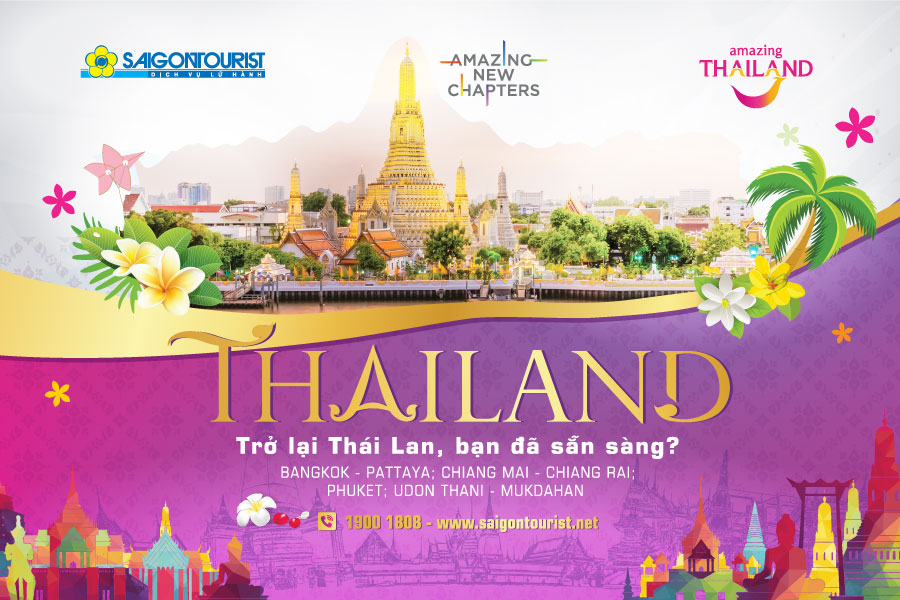 SAIGONTOURIST
DỊCH VỤ LỮ HÀNH
AMAZING
NEW
CHAPTERS
amazing
THAILAND
THAILAND
Trở lại Thái Lan, bạn đã sẵn sàng?
BANGKOK - PATTAYA; CHIANG MAI - CHIANG RAI;
PHUKET; UDON THANI - MUKDAHAN
1900 1808 - www.saigontourist.net